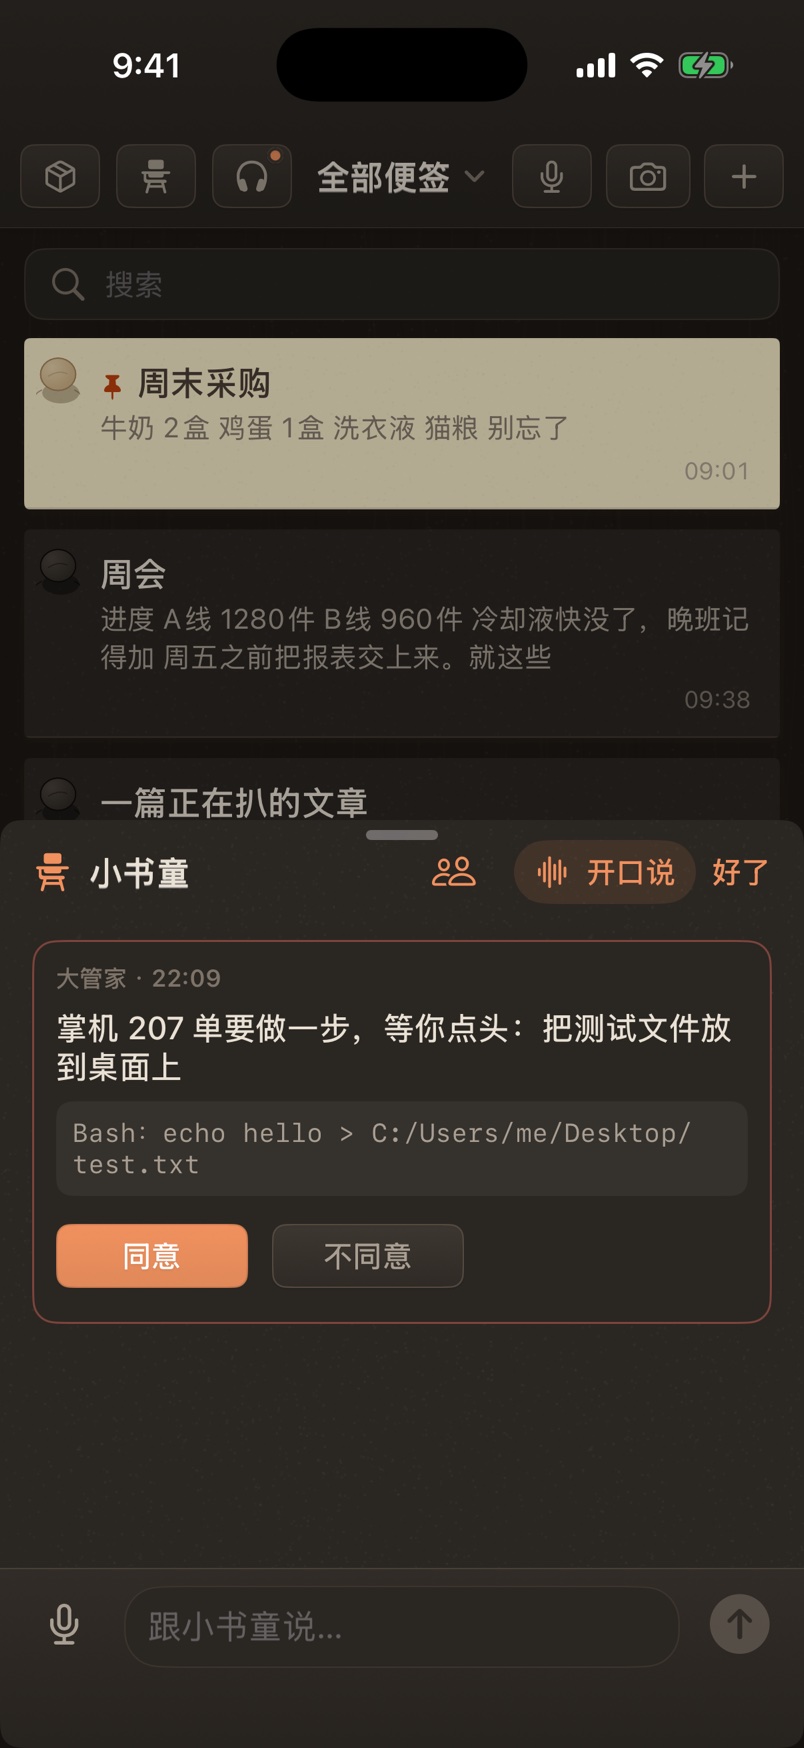 9:41
全部便签
搜索
周末采购
牛奶 2盒 鸡蛋 1盒 洗衣液 猫粮 别忘了
09:01
周会
进度 A线 1280件 B线 960件 冷却液快没了，晚班记
得加 周五之前把报表交上来。就这些
09:38
一篇正在扒的文章
小书童
开口说
好了
大管家 · 22:09
掌机 207 单要做一步，等你点头：把测试文件放
到桌面上
Bash: echo hello > C:/Users/me/Desktop/
test.txt
同意
不同意
跟小书童说…